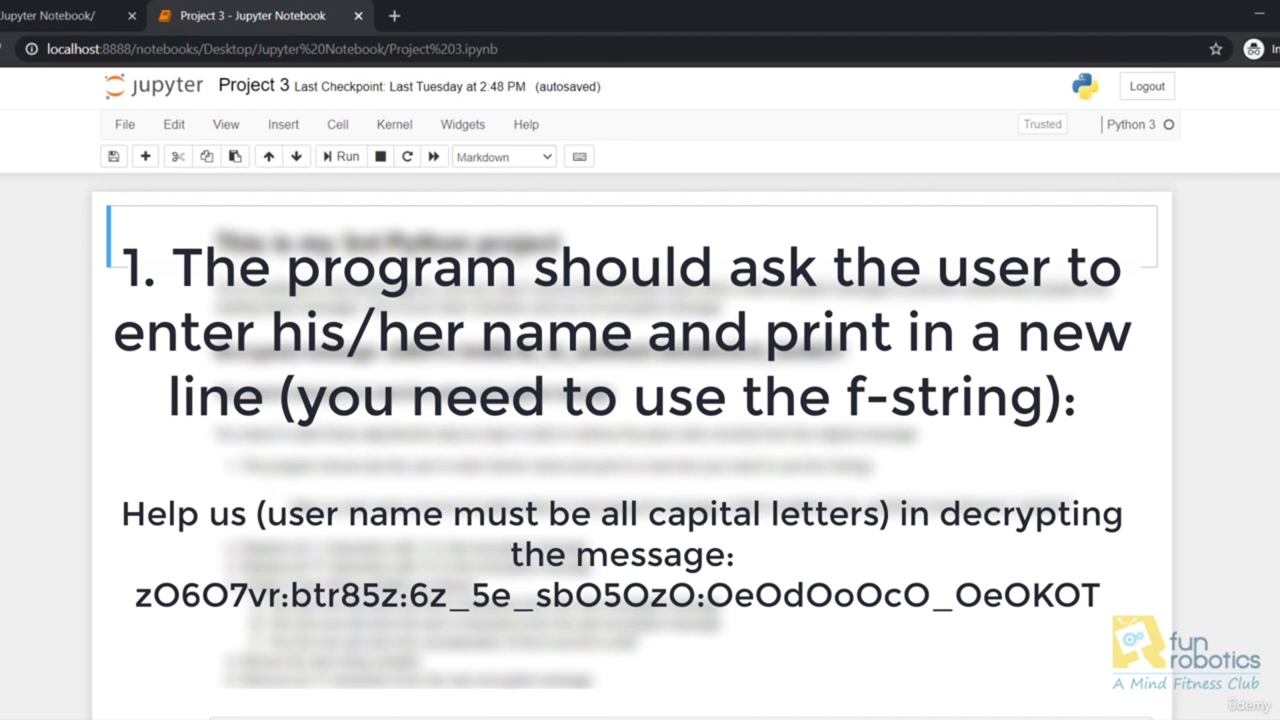 Jupyter Notebook/
Project 3 - Jupyter Notebook
localhost:8888/notebooks/Desktop/Jupyter%20Notebook/Project%203.ipynb
jupyter Project 3 Last Checkpoint: Last Tuesday at 2:48 PM (autosaved)
Logout
File Edit View Insert Cell Kernel Widgets Help
Trusted
Python 3
Run
Markdown
1. The program should ask the user to
enter his/her name and print in a new
line (you need to use the f-string):
Help us (user name must be all capital letters) in decrypting
the message:
zO6O7vr:btr85z:6z_5e_sbO5OzO:OeOdOoOcO_OeOKOT
fun
robotics
A Mind Fitness Club
ûdemy